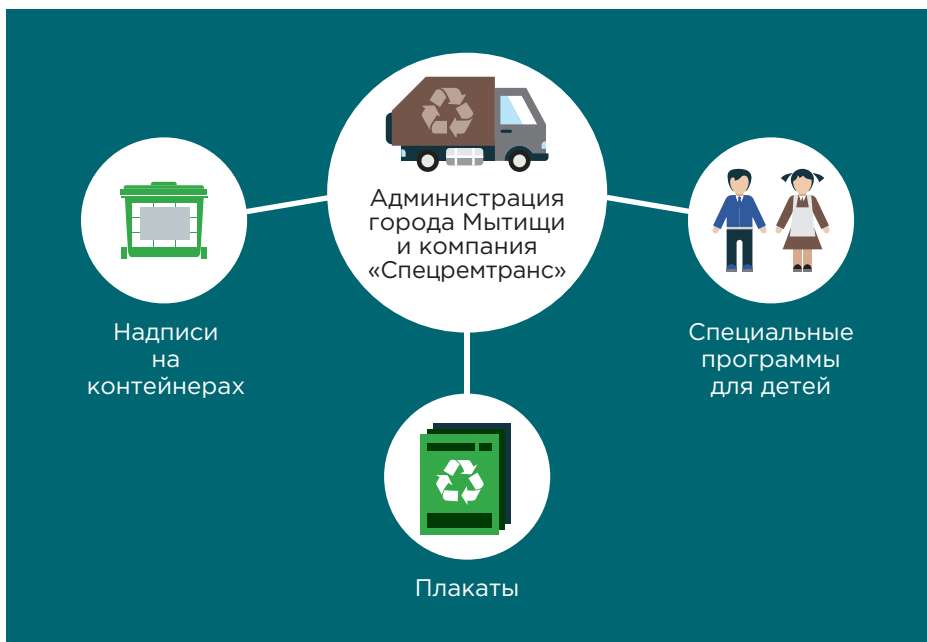 Администрация
города Мытищи
и компания
«Спецремтранс»
Надписи
на
контейнерах
Специальные
программы
для детей
Плакаты